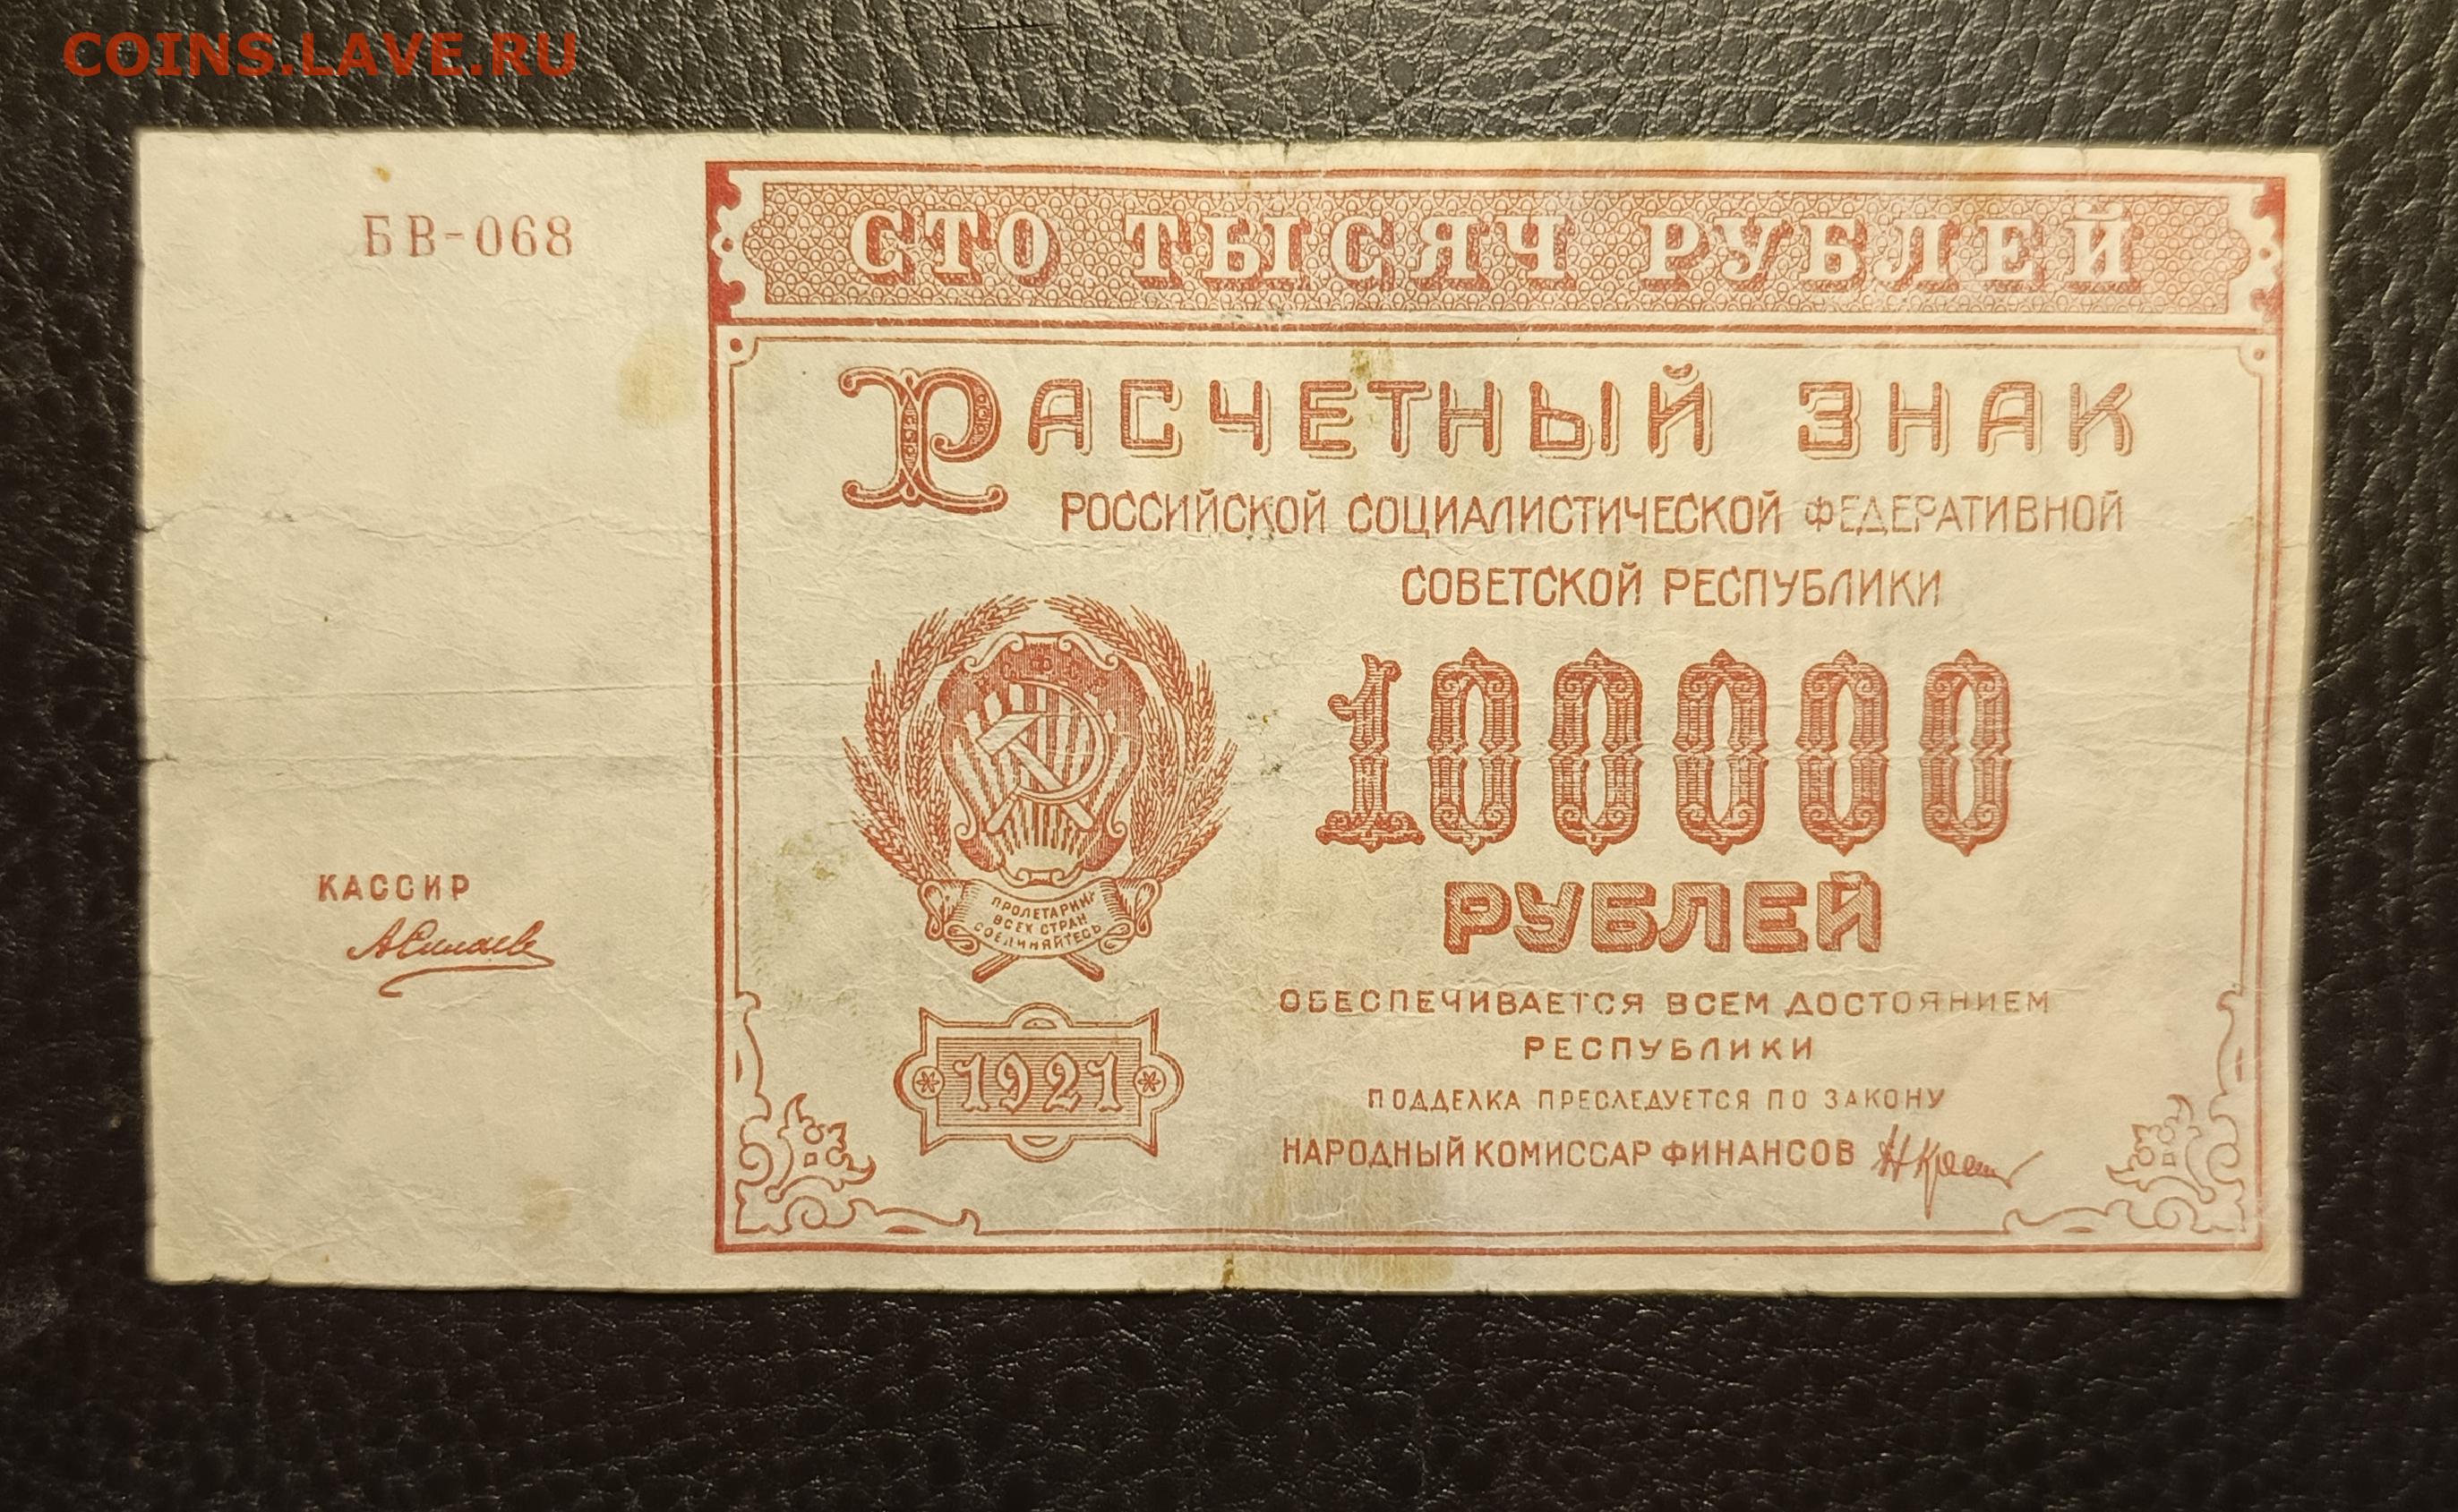 COINS.LAVE.RU
БВ-068
СТО ТЫСЯЧ РУБЛЕЙ
РАСЧЕТНЫЙ ЗНАК
РОССИЙСКОЙ СОЦИАЛИСТИЧЕСКОЙ ФЕДЕРАТИВНОЙ
СОВЕТСКОЙ РЕСПУБЛИКИ
100000
РУБЛЕЙ
КАССИР
ПРОЛЕТАРИИ
ВСЕХ СТРАН
СОЕДИНЯЙТЕСЬ
1921
ОБЕСПЕЧИВАЕТСЯ ВСЕМ ДОСТОЯНИЕМ
РЕСПУБЛИКИ
ПОДДЕЛКА ПРЕСЛЕДУЕТСЯ ПО ЗАКОНУ
НАРОДНЫЙ КОМИССАР ФИНАНСОВ